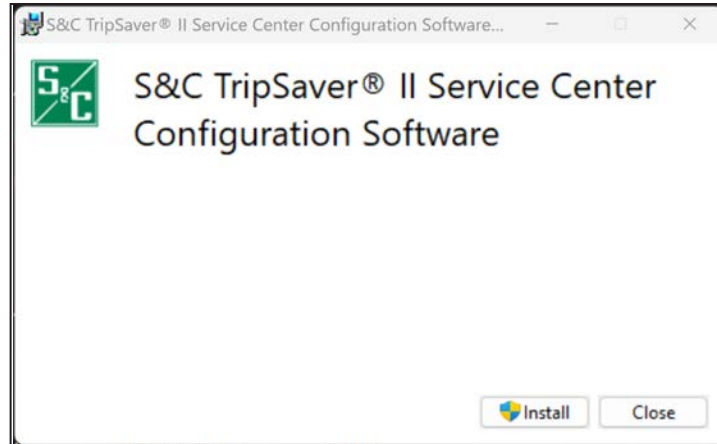 S&C TripSaver® II Service Center Configuration Software...
S&C
S&C TripSaver® II Service Center
Configuration Software
Install
Close